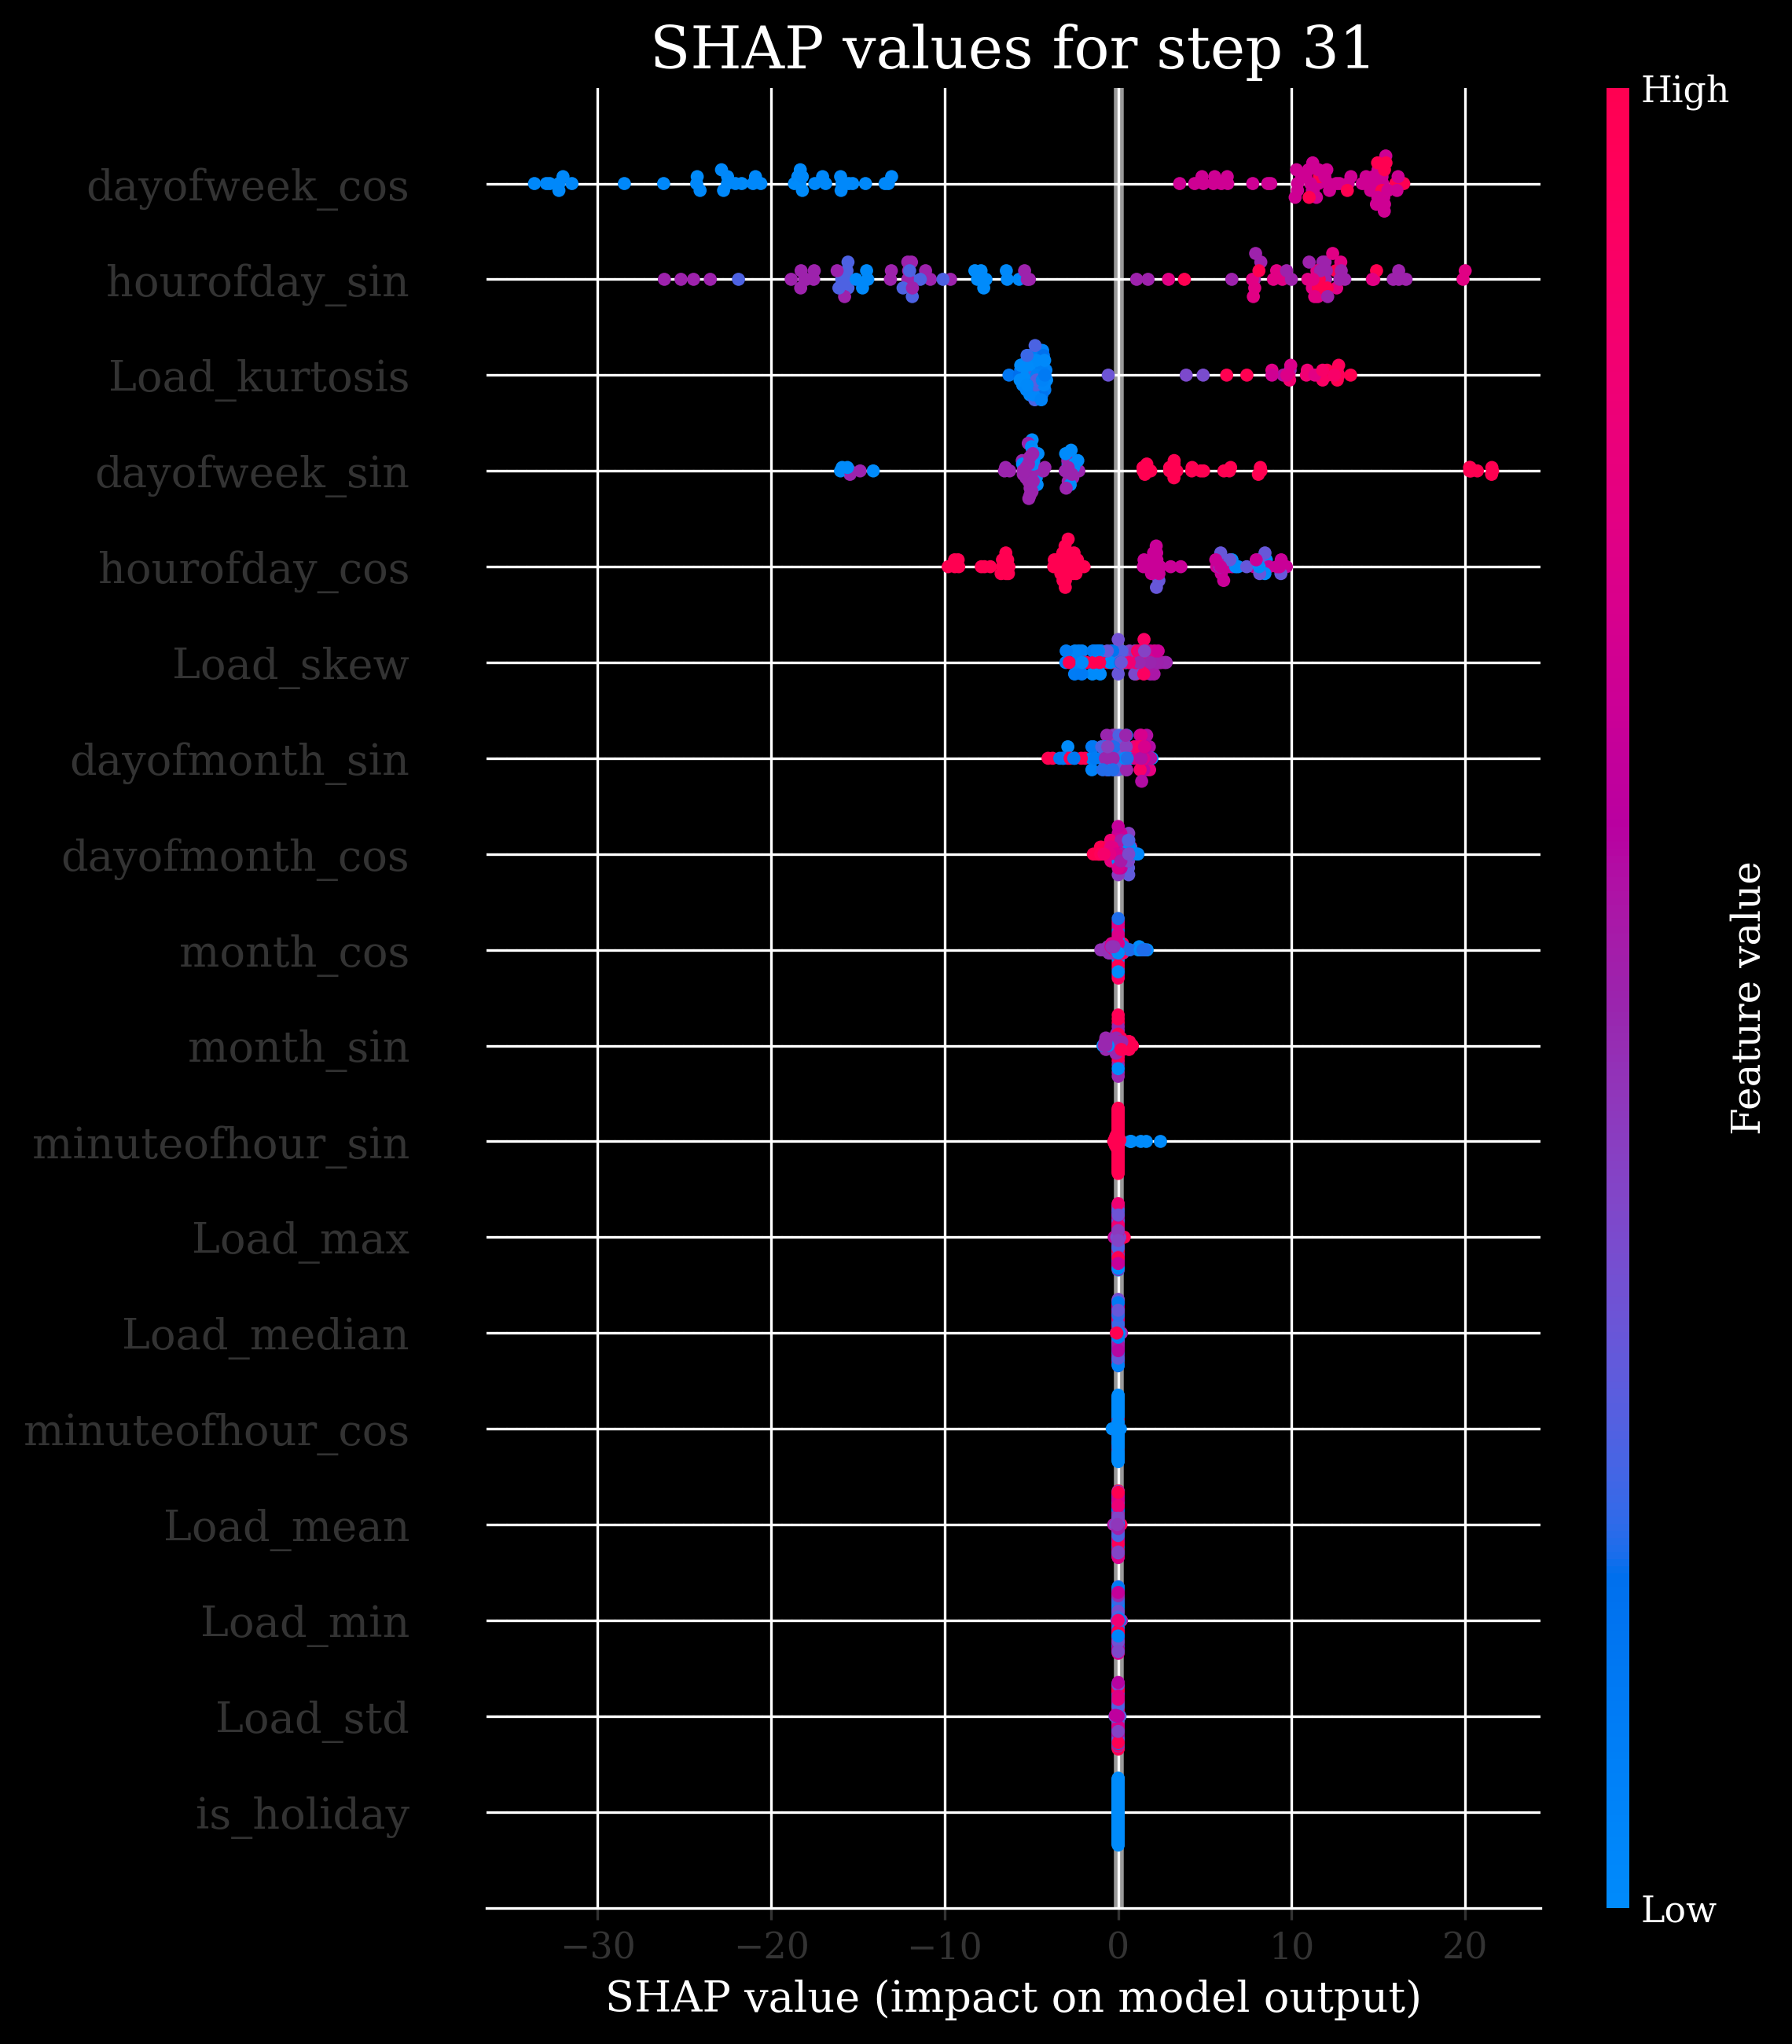 SHAP values for step 31
High
dayofweek_cos
hourofday_sin
Load_kurtosis
dayofweek_sin
hourofday_cos
Load_skew
dayofmonth_sin
dayofmonth_cos
month_cos
month_sin
minuteofhour_sin
Load_max
Load_median
minuteofhour_cos
Load_mean
Load_min
Load_std
is_holiday
Feature value
Low
−30 −20 −10 0 10 20
SHAP value (impact on model output)